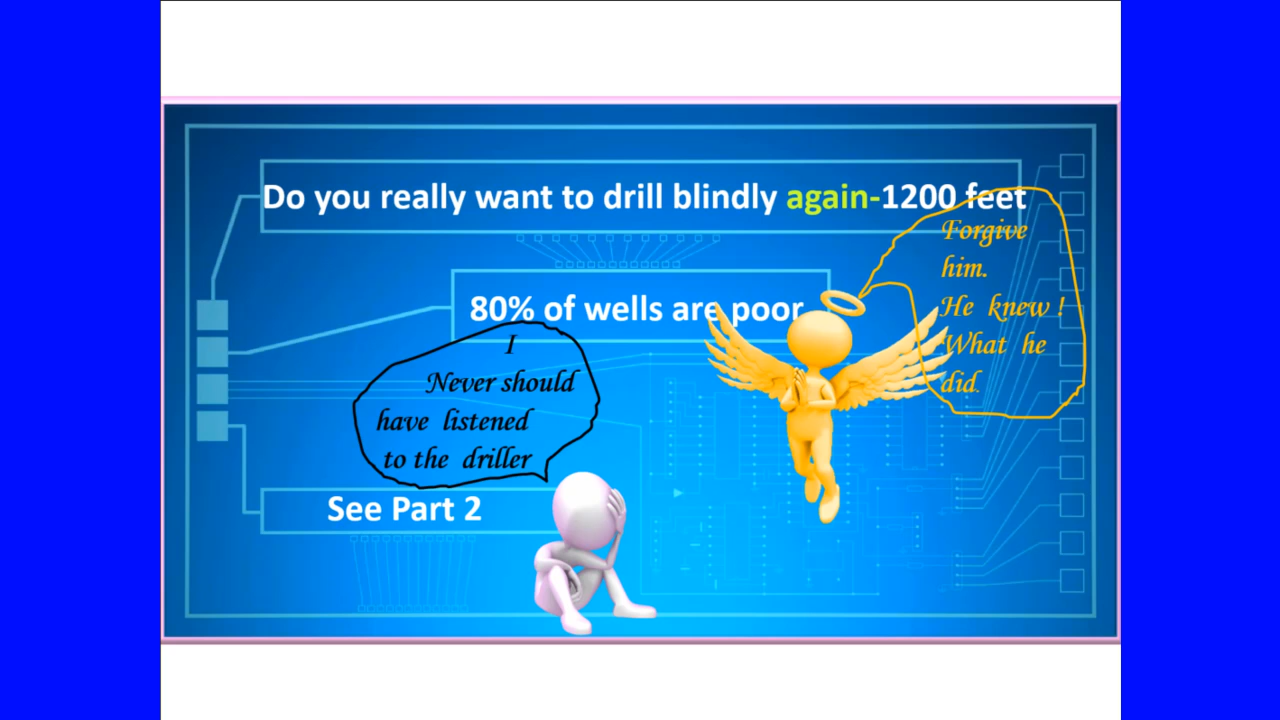 Do you really want to drill blindly again-1200 feet
Forgive
him.
He knew !
What he
did.
80% of wells are poor
I
Never should
have listened
to the driller
See Part 2